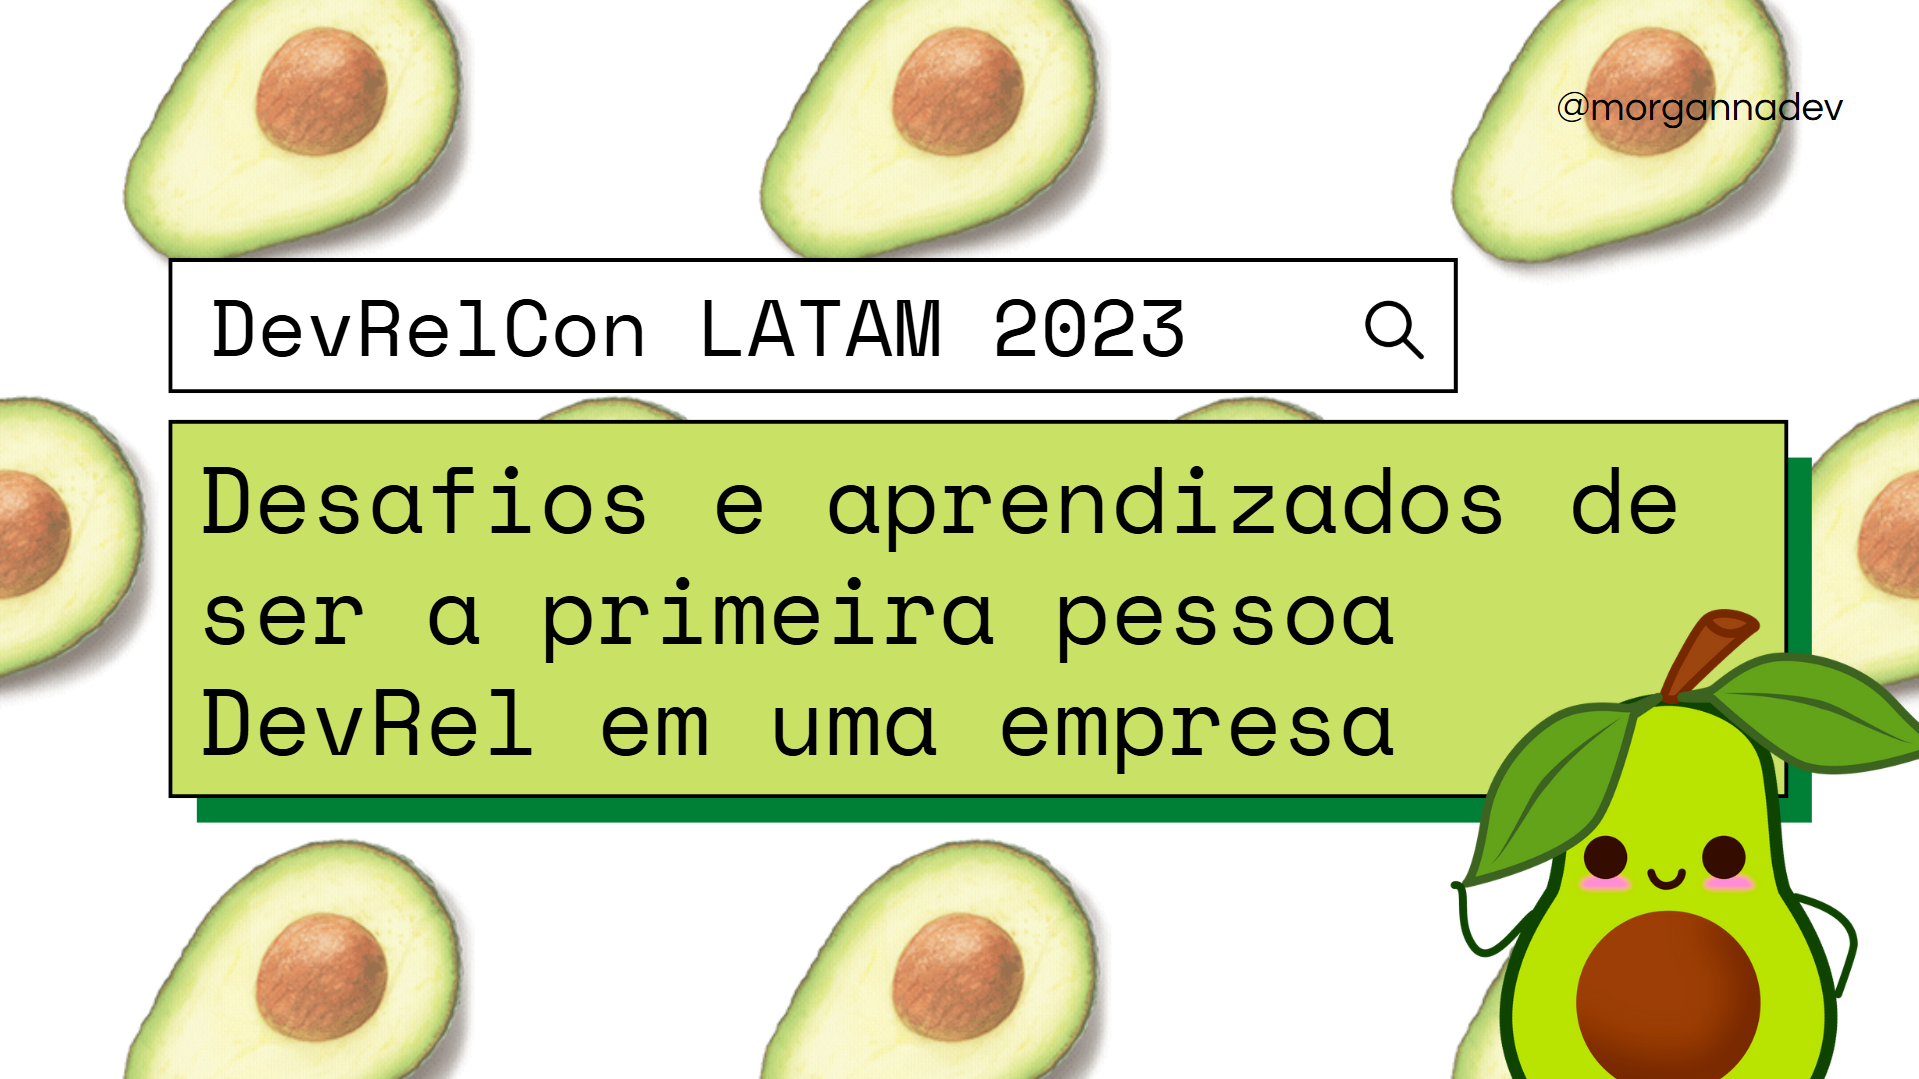 @morgannadev
DevRelCon LATAM 2023
Desafios e aprendizados de
ser a primeira pessoa
DevRel em uma empresa